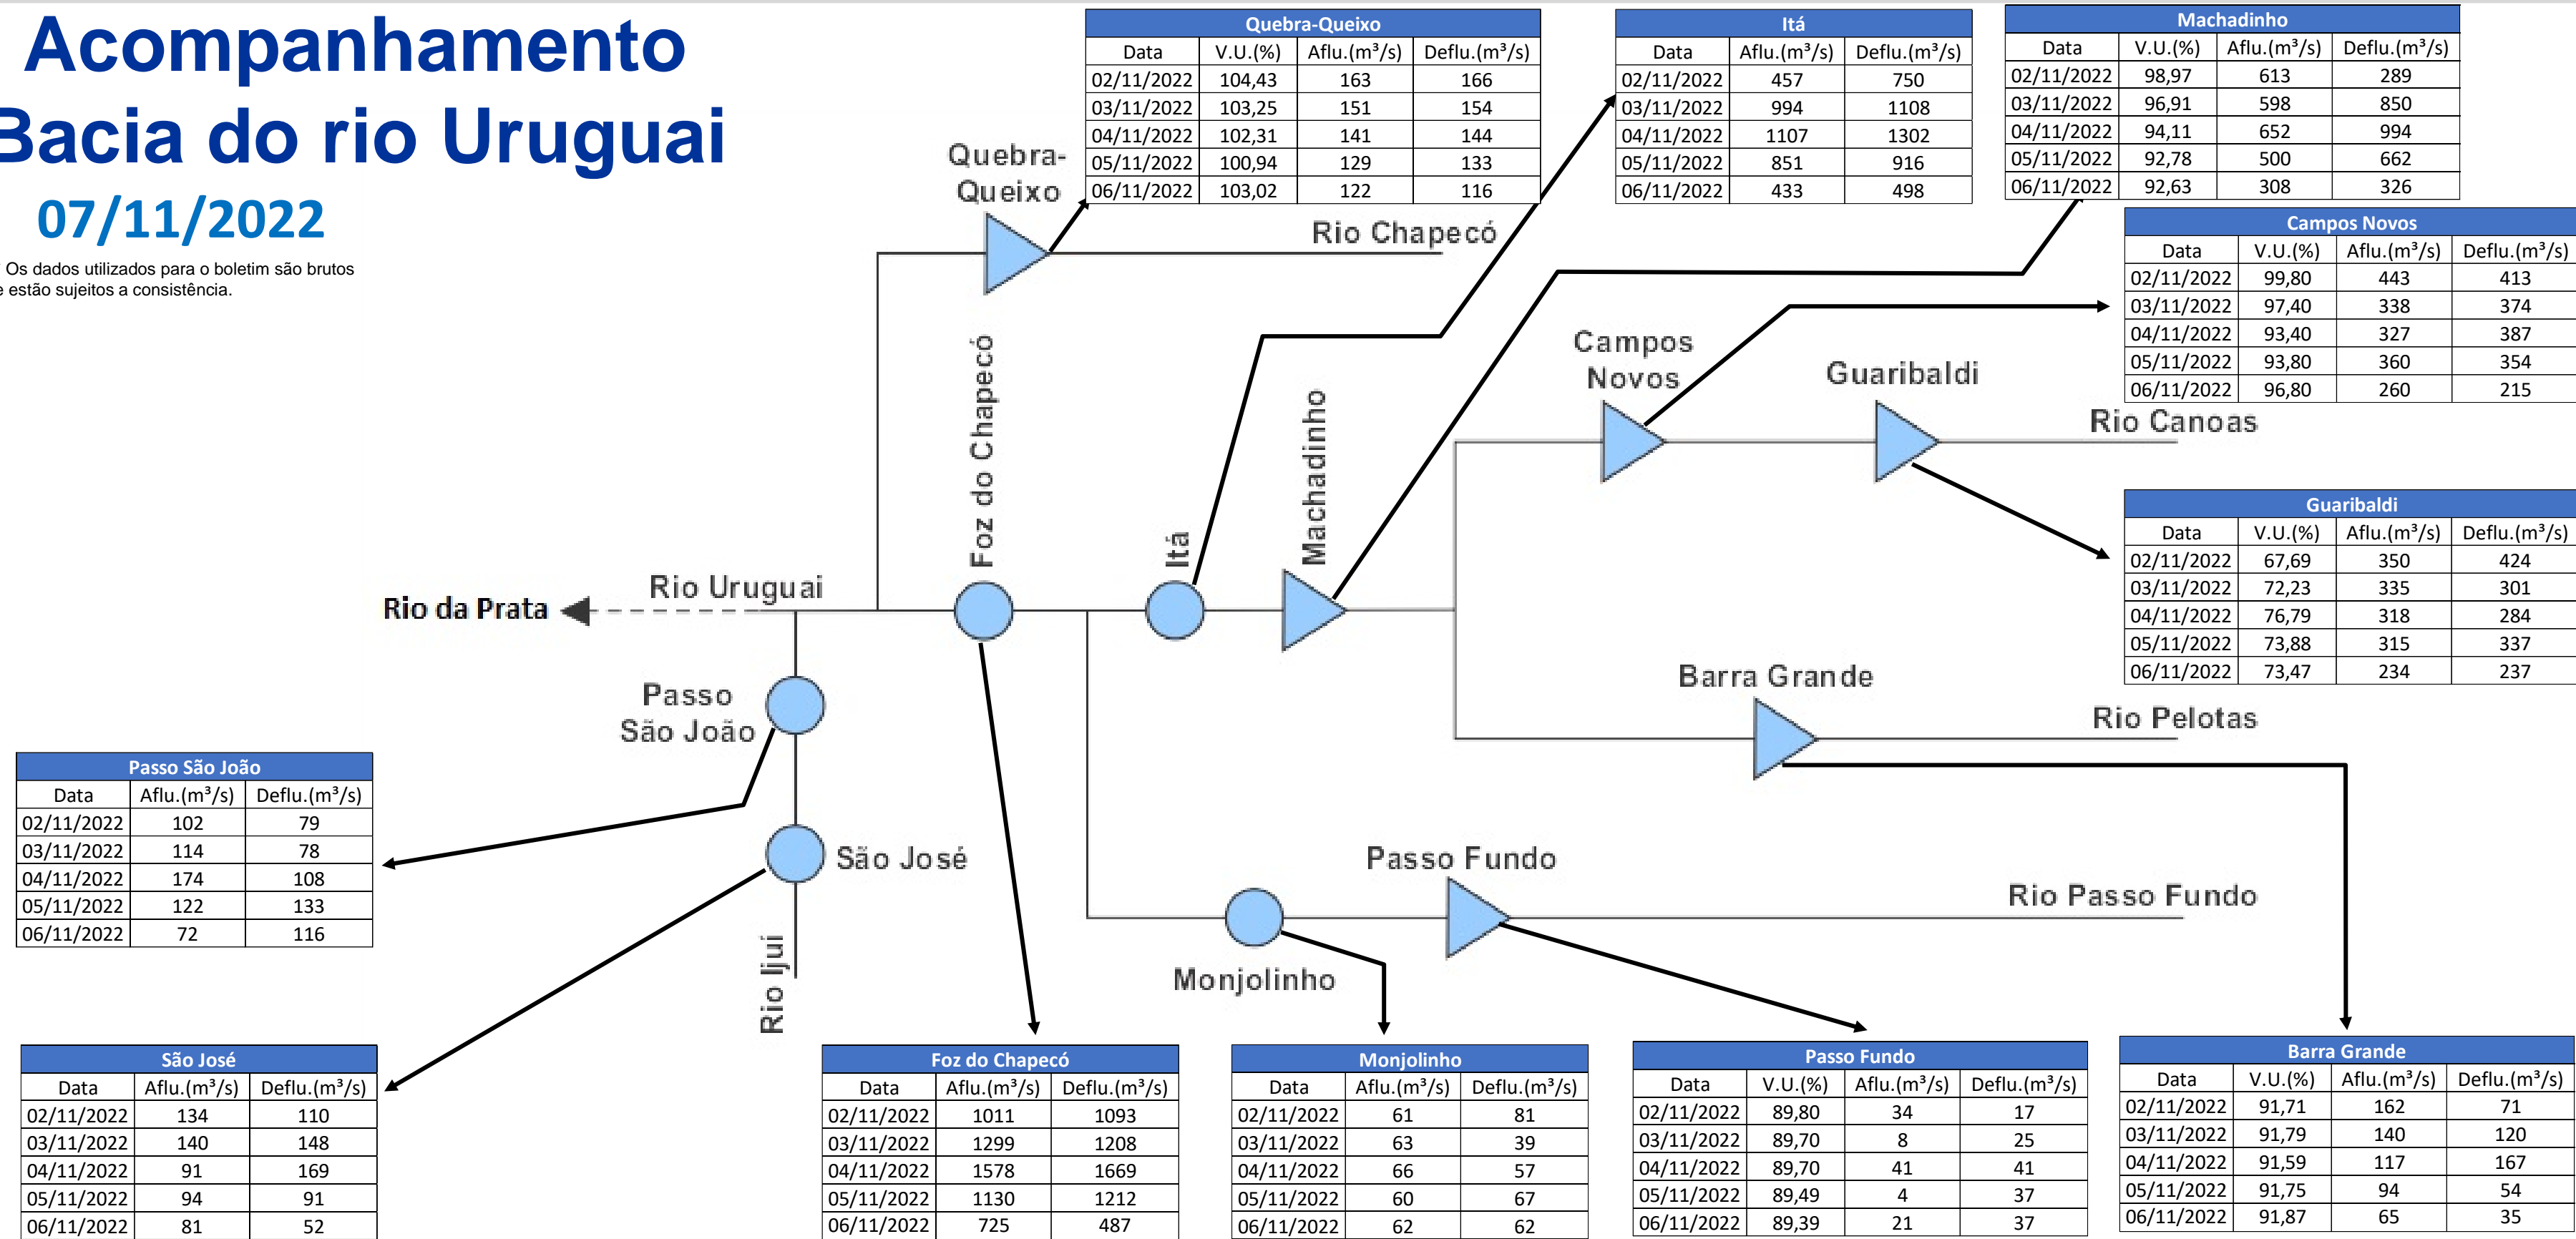 Acompanhamento
Bacia do rio Uruguai
07/11/2022
Os dados utilizados para o boletim são brutos
e estão sujeitos a consistência.
Quebra-Queixo
Data V.U.(%) Aflu.(m³/s) Deflu.(m³/s)
02/11/2022 104,43 163 166
03/11/2022 103,25 151 154
04/11/2022 102,31 141 144
05/11/2022 100,94 129 133
06/11/2022 103,02 122 116
Itá
Data Aflu.(m³/s) Deflu.(m³/s)
02/11/2022 457 750
03/11/2022 994 1108
04/11/2022 1107 1302
05/11/2022 851 916
06/11/2022 433 498
Machadinho
Data V.U.(%) Aflu.(m³/s) Deflu.(m³/s)
02/11/2022 98,97 613 289
03/11/2022 96,91 598 850
04/11/2022 94,11 652 994
05/11/2022 92,78 500 662
06/11/2022 92,63 308 326
Campos Novos
Data V.U.(%) Aflu.(m³/s) Deflu.(m³/s)
02/11/2022 99,80 443 413
03/11/2022 97,40 338 374
04/11/2022 93,40 327 387
05/11/2022 93,80 360 354
06/11/2022 96,80 260 215
Guaribaldi
Data V.U.(%) Aflu.(m³/s) Deflu.(m³/s)
02/11/2022 67,69 350 424
03/11/2022 72,23 335 301
04/11/2022 76,79 318 284
05/11/2022 73,88 315 337
06/11/2022 73,47 234 237
Quebra-
Queixo
Rio Chapecó
Foz do Chapecó
Itá
Machadinho
Campos
Novos
Guaribaldi
Rio Canoas
Rio da Prata
Rio Uruguai
Passo
São João
São José
Rio Ijuí
Barra Grande
Rio Pelotas
Passo Fundo
Rio Passo Fundo
Monjolinho
Passo São João
Data Aflu.(m³/s) Deflu.(m³/s)
02/11/2022 102 79
03/11/2022 114 78
04/11/2022 174 108
05/11/2022 122 133
06/11/2022 72 116
São José
Data Aflu.(m³/s) Deflu.(m³/s)
02/11/2022 134 110
03/11/2022 140 148
04/11/2022 91 169
05/11/2022 94 91
06/11/2022 81 52
Foz do Chapecó
Data Aflu.(m³/s) Deflu.(m³/s)
02/11/2022 1011 1093
03/11/2022 1299 1208
04/11/2022 1578 1669
05/11/2022 1130 1212
06/11/2022 725 487
Monjolinho
Data Aflu.(m³/s) Deflu.(m³/s)
02/11/2022 61 81
03/11/2022 63 39
04/11/2022 66 57
05/11/2022 60 67
06/11/2022 62 62
Passo Fundo
Data V.U.(%) Aflu.(m³/s) Deflu.(m³/s)
02/11/2022 89,80 34 17
03/11/2022 89,70 8 25
04/11/2022 89,70 41 41
05/11/2022 89,49 4 37
06/11/2022 89,39 21 37
Barra Grande
Data V.U.(%) Aflu.(m³/s) Deflu.(m³/s)
02/11/2022 91,71 162 71
03/11/2022 91,79 140 120
04/11/2022 91,59 117 167
05/11/2022 91,75 94 54
06/11/2022 91,87 65 35